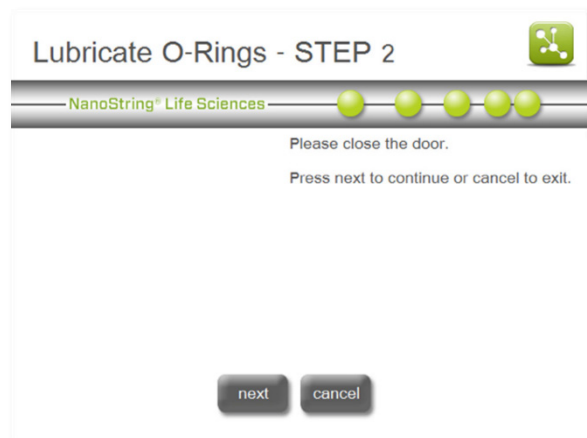 Lubricate O-Rings - STEP 2
NanoString® Life Sciences
Please close the door.
Press next to continue or cancel to exit.
next
cancel